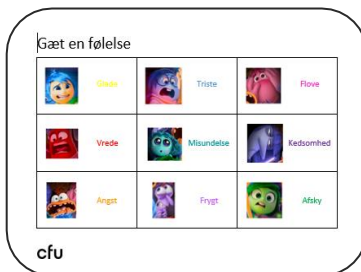 Gæt en følelse
Glæde Triste Flove
Vrede Misundelse Kedsomhed
Angst Frygt Afsky
cfu